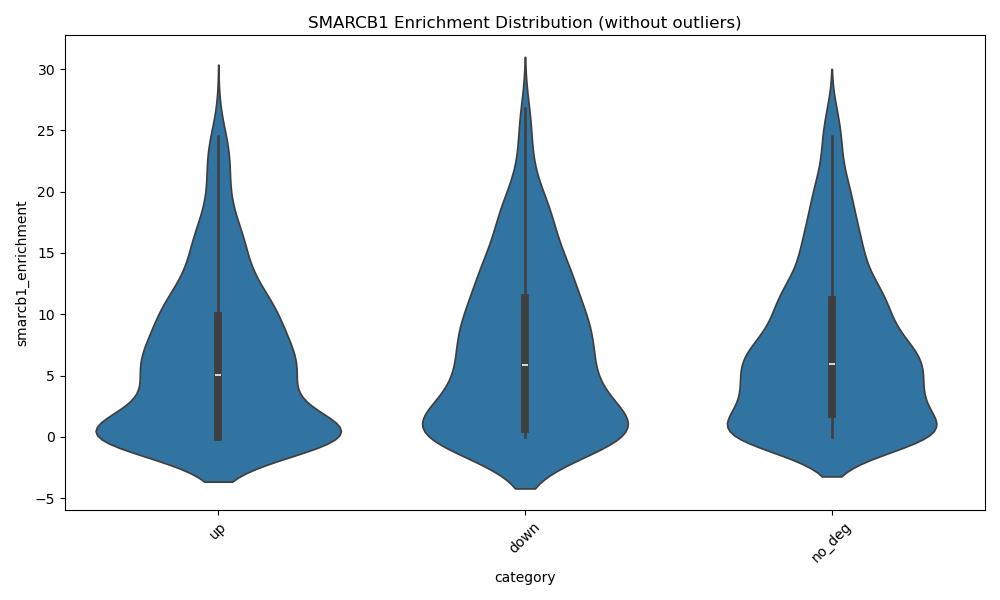 SMARCB1 Enrichment Distribution (without outliers)
smarcb1_enrichment
30
25
20
15
10
5
0
−5
up
down
no_deg
category